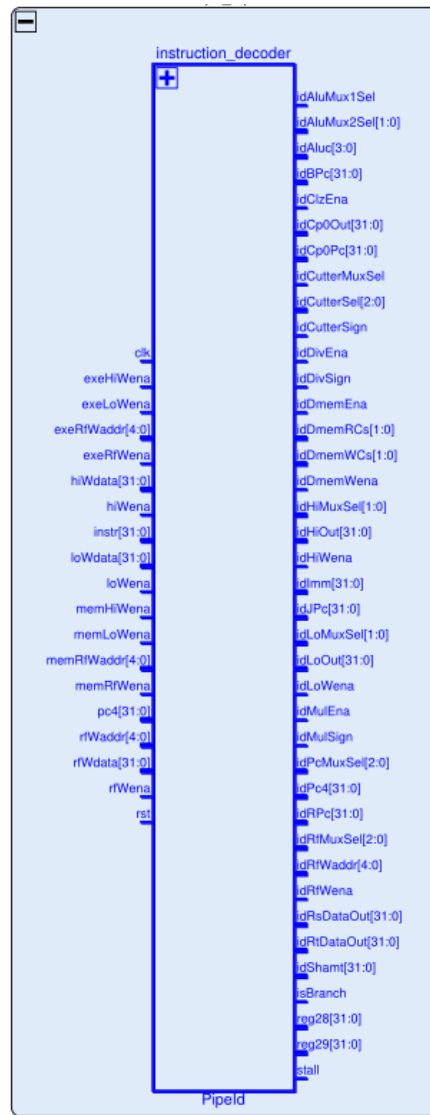 instruction_decoder
idAluMux1Sel
idAluMux2Sel[1:0]
idAluc[3:0]
idBPc[31:0]
idClzEna
idCp0Out[31:0]
idCp0Pc[31:0]
idCutterMuxSel
idCutterSel[2:0]
idCutterSign
clk idDivEna
exeHiWena idDivSign
exeLoWena idDmemEna
exeRfWaddr[4:0] idDmemRCs[1:0]
exeRfWena idDmemWCs[1:0]
hiWdata[31:0] idDmemWena
hiWena idHiMuxSel[1:0]
instr[31:0] idHiOut[31:0]
loWdata[31:0] idHiWena
loWena idImm[31:0]
memHiWena idJPc[31:0]
memLoWena idLoMuxSel[1:0]
memRfWaddr[4:0] idLoOut[31:0]
memRfWena idLoWena
pc4[31:0] idMulEna
rfWaddr[4:0] idMulSign
rfWdata[31:0] idPcMuxSel[2:0]
rfWena idPc4[31:0]
rst idRPc[31:0]
idRfMuxSel[2:0]
idRfWaddr[4:0]
idRfWena
idRsDataOut[31:0]
idRtDataOut[31:0]
idShamt[31:0]
isBranch
reg28[31:0]
reg29[31:0]
stall
PipeId